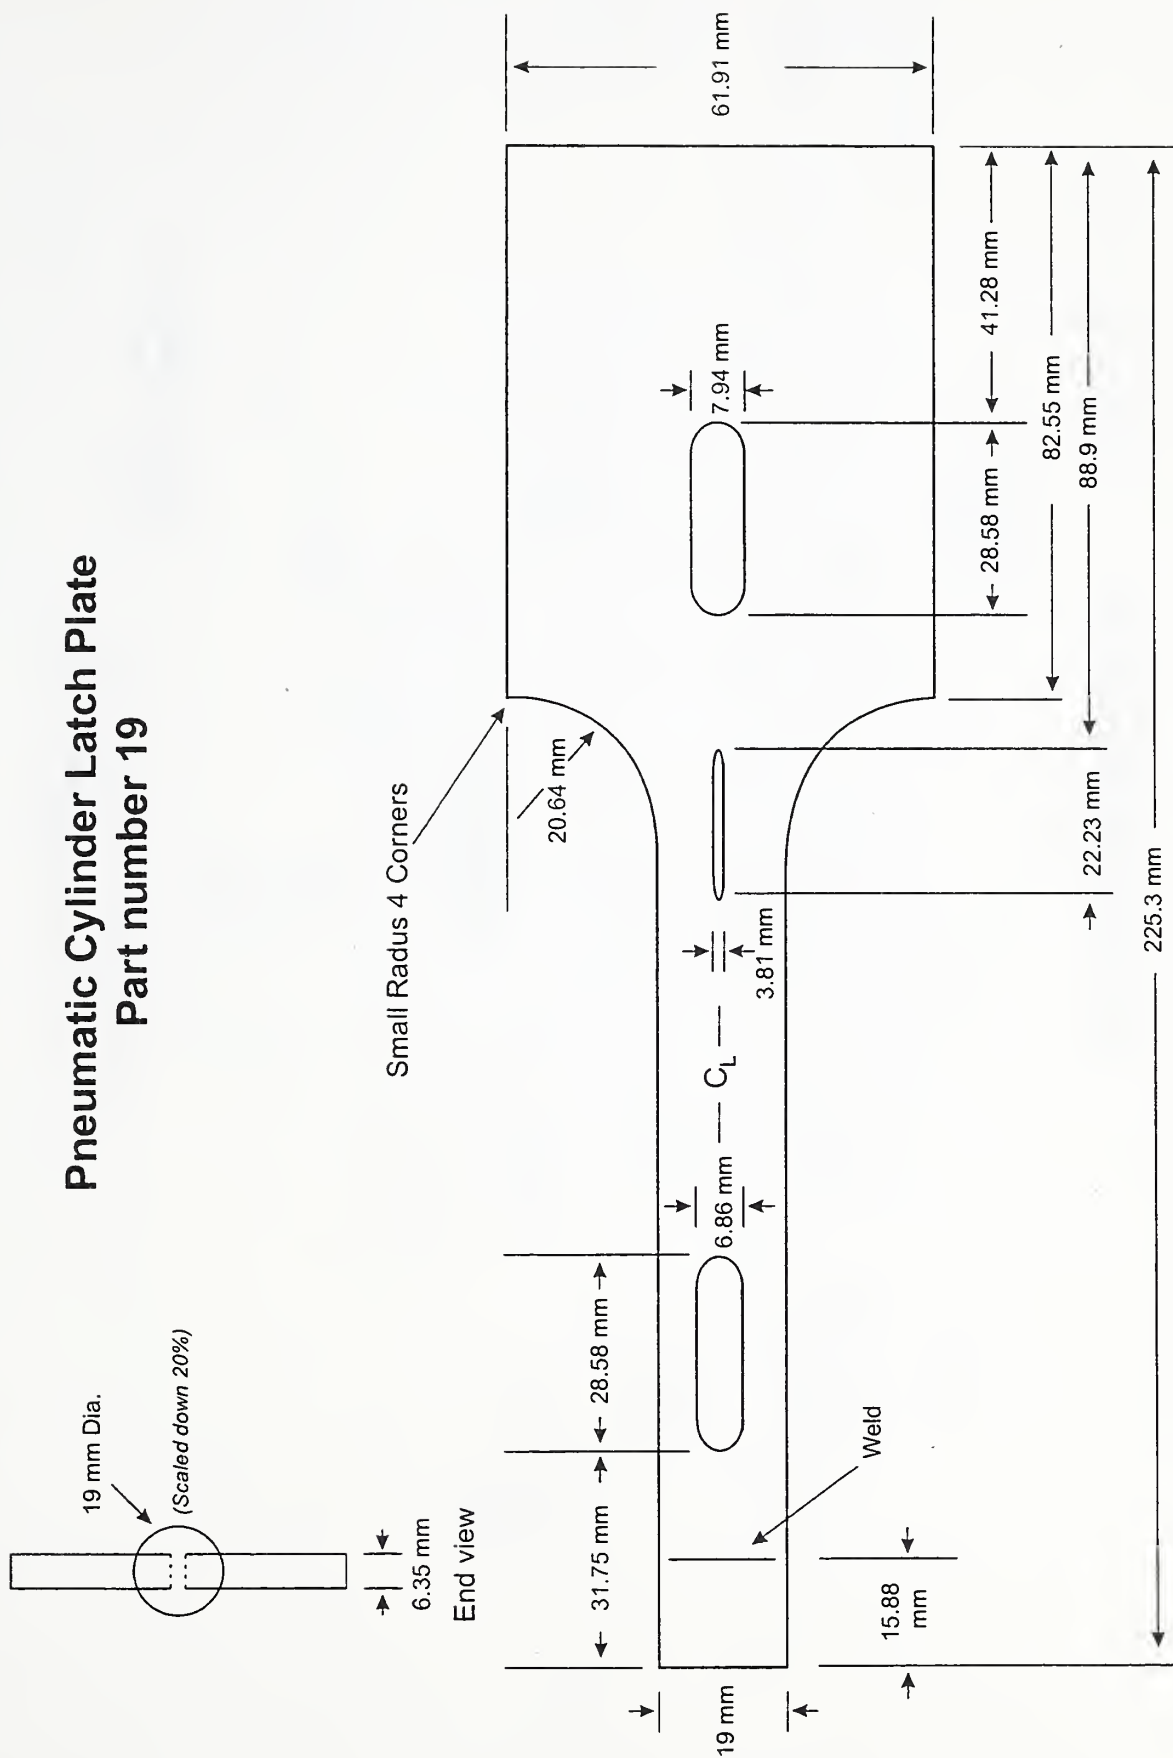 Pneumatic Cylinder Latch Plate
Part number 19
19 mm Dia.
(Scaled down 20%)
6.35 mm
End view
Small Radius 4 Corners
20.64 mm
61.91 mm
31.75 mm
28.58 mm
6.86 mm
CL
3.81 mm
7.94 mm
19 mm
Weld
15.88
mm
28.58 mm
41.28 mm
82.55 mm
22.23 mm
88.9 mm
225.3 mm